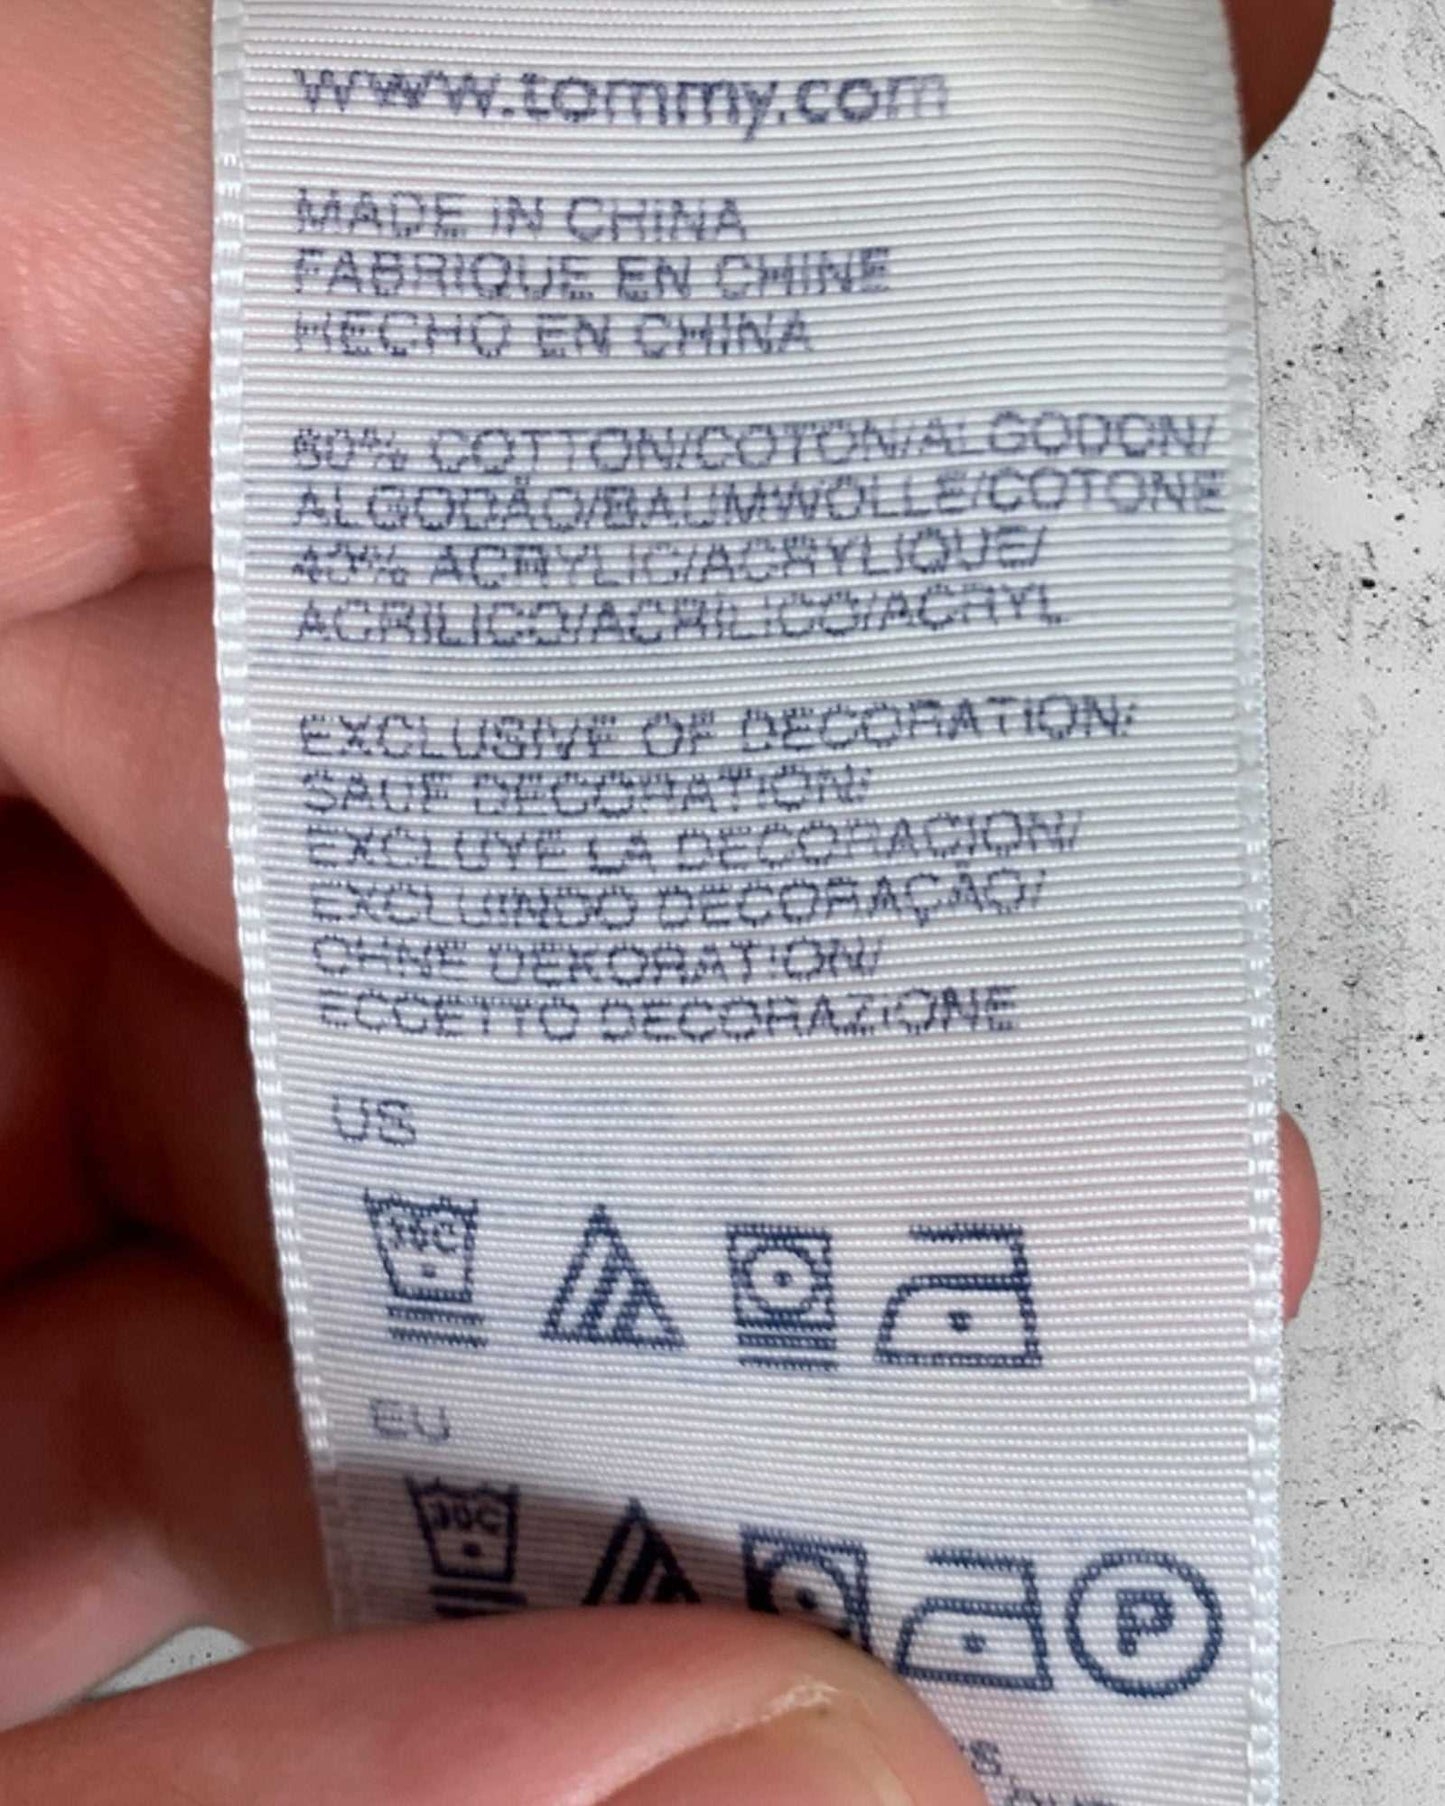 www.tommy.com
MADE IN CHINA
FABRIQUE EN CHINE
HECHO EN CHINA
60% COTTON/COTON/ALGODON/
ALGODÃO/BAUMWOLLE/COTONE
40% ACRYLIC/ACRYLIQUE/
ACRILICO/ACRILICO/ACRYL
EXCLUSIVE OF DECORATION/
SAUF DECORATION/
EXCLUYE LA DECORACION/
EXCLUINDO DECORAÇÃO/
OHNE DEKORATION/
ECCETTO DECORAZIONE
US
30C
EU
30C P